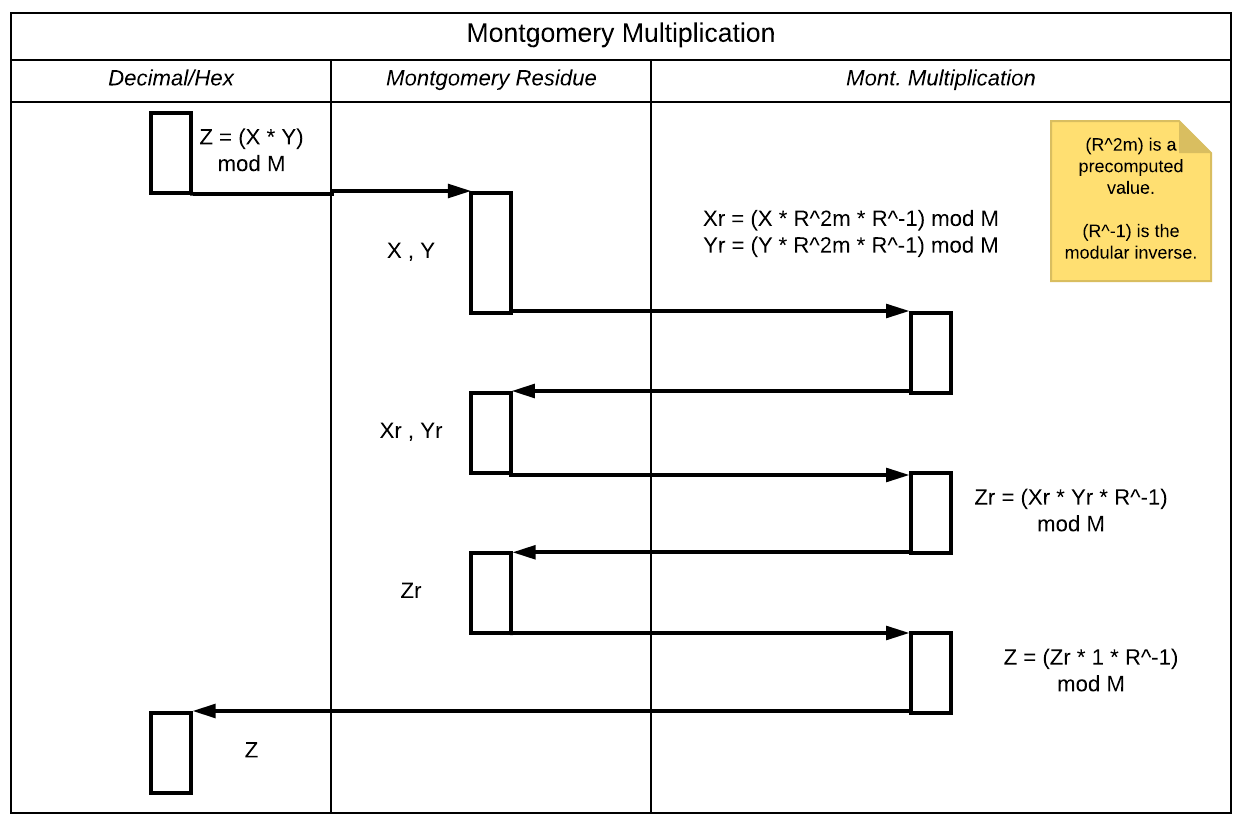 Montgomery Multiplication
Decimal/Hex
Montgomery Residue
Mont. Multiplication
Z = (X * Y)
mod M
(R^2m) is a
precomputed
value.
(R^-1) is the
modular inverse.
X , Y
Xr = (X * R^2m * R^-1) mod M
Yr = (Y * R^2m * R^-1) mod M
Xr , Yr
Zr = (Xr * Yr * R^-1)
mod M
Zr
Z = (Zr * 1 * R^-1)
mod M
Z